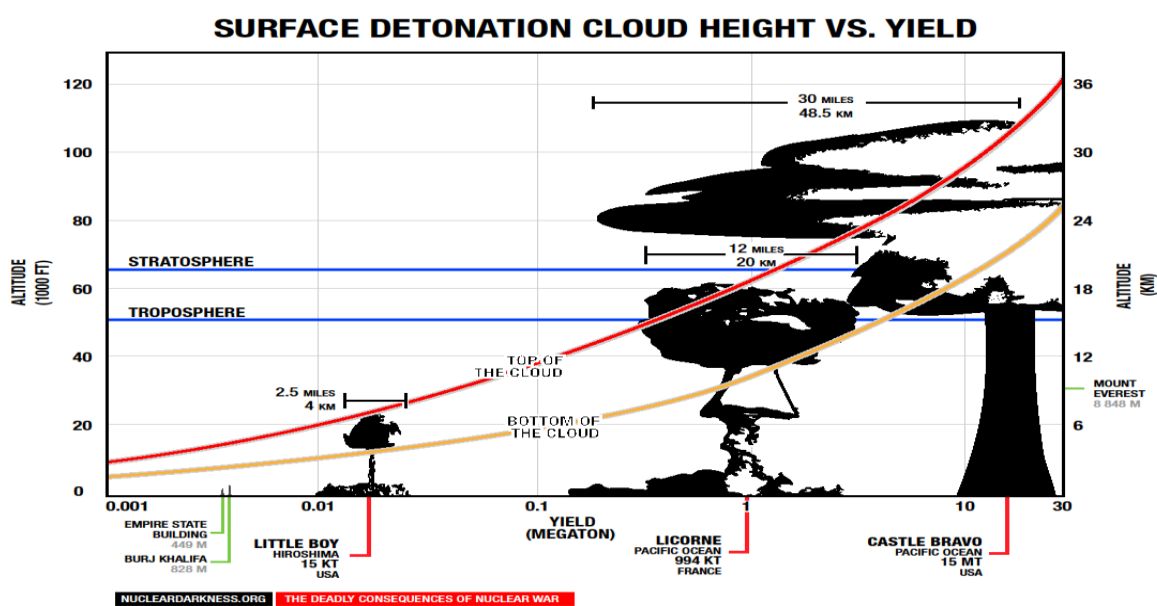 SURFACE DETONATION CLOUD HEIGHT VS. YIELD
ALTITUDE
(1000 FT)
120
100
80
60
40
20
0
36
30
24
18
12
6
ALTITUDE
(KM)
30 MILES
48.5 KM
12 MILES
20 KM
STRATOSPHERE
TROPOSPHERE
TOP OF
THE CLOUD
2.5 MILES
4 KM
BOTTOM OF
THE CLOUD
MOUNT
EVEREST
8 848 M
0.001
0.01
0.1
1
10
30
YIELD
(MEGATON)
EMPIRE STATE
BUILDING
449 M
BURJ KHALIFA
828 M
LITTLE BOY
HIROSHIMA
15 KT
USA
LICORNE
PACIFIC OCEAN
994 KT
FRANCE
CASTLE BRAVO
PACIFIC OCEAN
15 MT
USA
NUCLEARDARKNESS.ORG THE DEADLY CONSEQUENCES OF NUCLEAR WAR